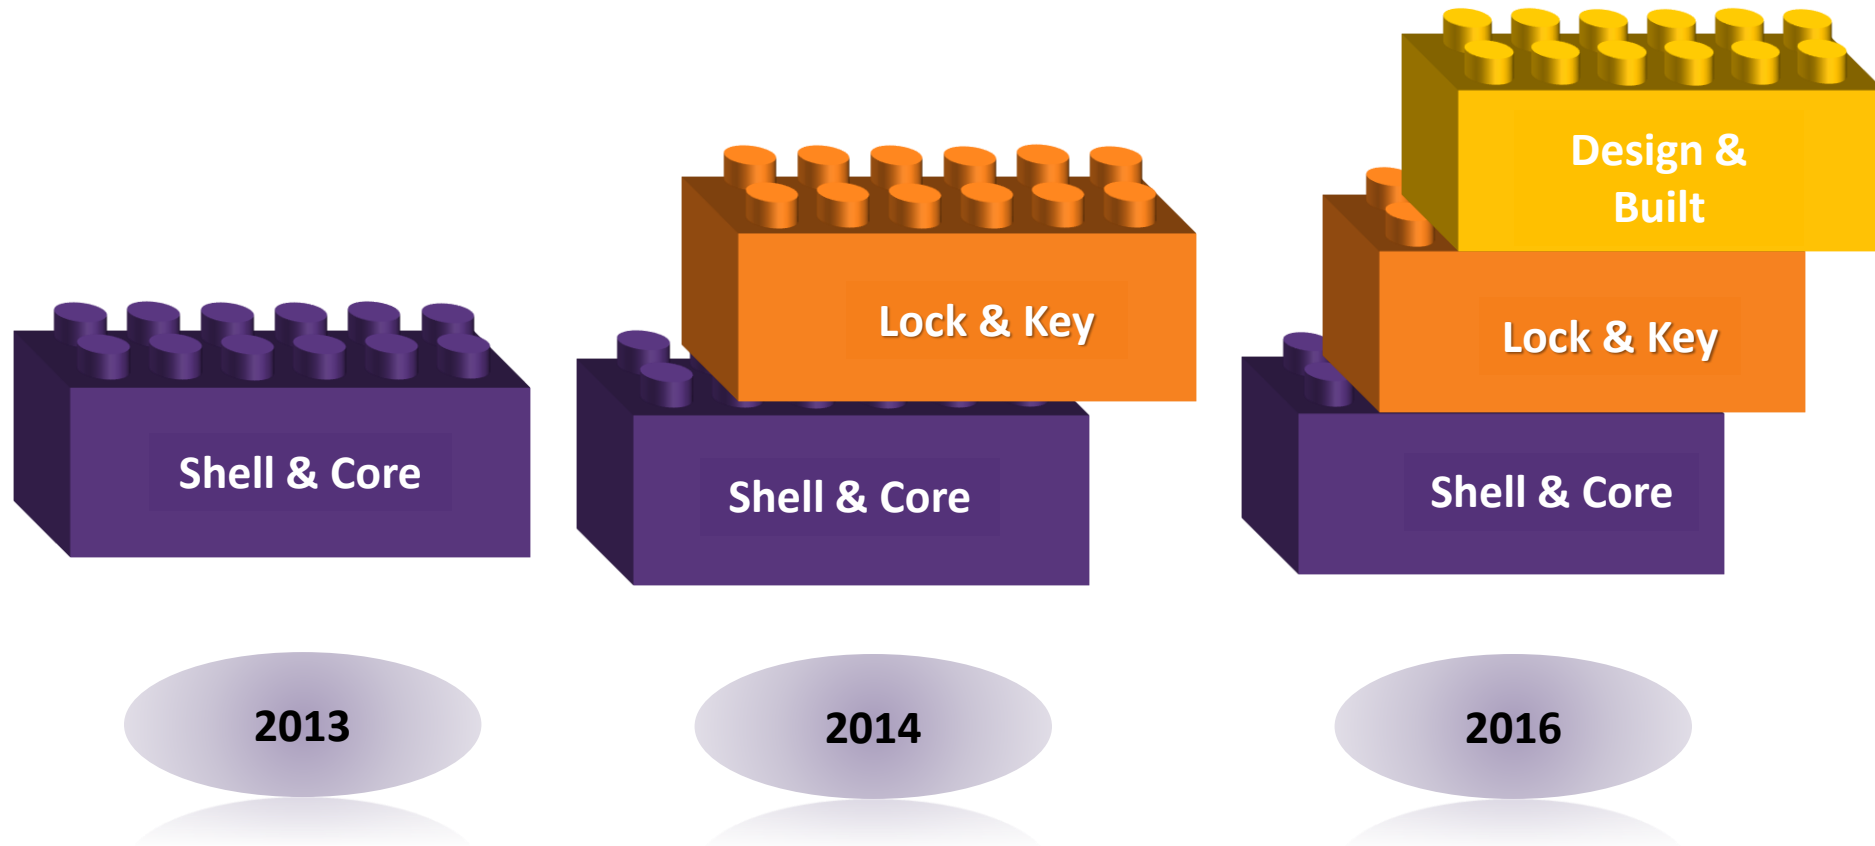 Shell & Core
2013
Lock & Key
Shell & Core
2014
Design &
Built
Lock & Key
Shell & Core
2016